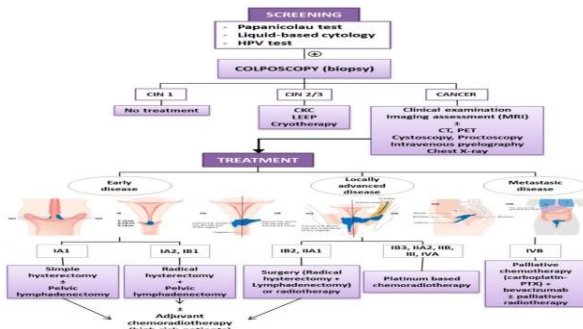 SCREENING
- Papanicolau test
- Liquid-based cytology
- HPV test
COLPOSCOPY (biopsy)
CIN 1
CIN 2/3
CANCER
No treatment
CKC
LEEP
Cryotherapy
Clinical examination
Imaging assessment (MRI)
±
CT, PET
Cystoscopy, Proctoscopy
Intravenous pyelography
Chest X-ray
TREATMENT
Early
disease
Locally
advanced
disease
Metastasic
disease
IA1
IA2, IB1
IB2, IIA1
IB3, IIA2, IIB,
III, IVA
IVB
Simple
hysterectomy
±
Pelvic
lymphadenectomy
Radical
hysterectomy
+
Pelvic
lymphadenectomy
Surgery (Radical
hysterectomy +
Lymphadenectomy)
or radiotherapy
Platinum based
chemoradiotherapy
Palliative
chemotherapy
(carboplatin-
PTX) +
bevacizumab
± palliative
radiotherapy
±
Adjuvant
chemoradiotherapy